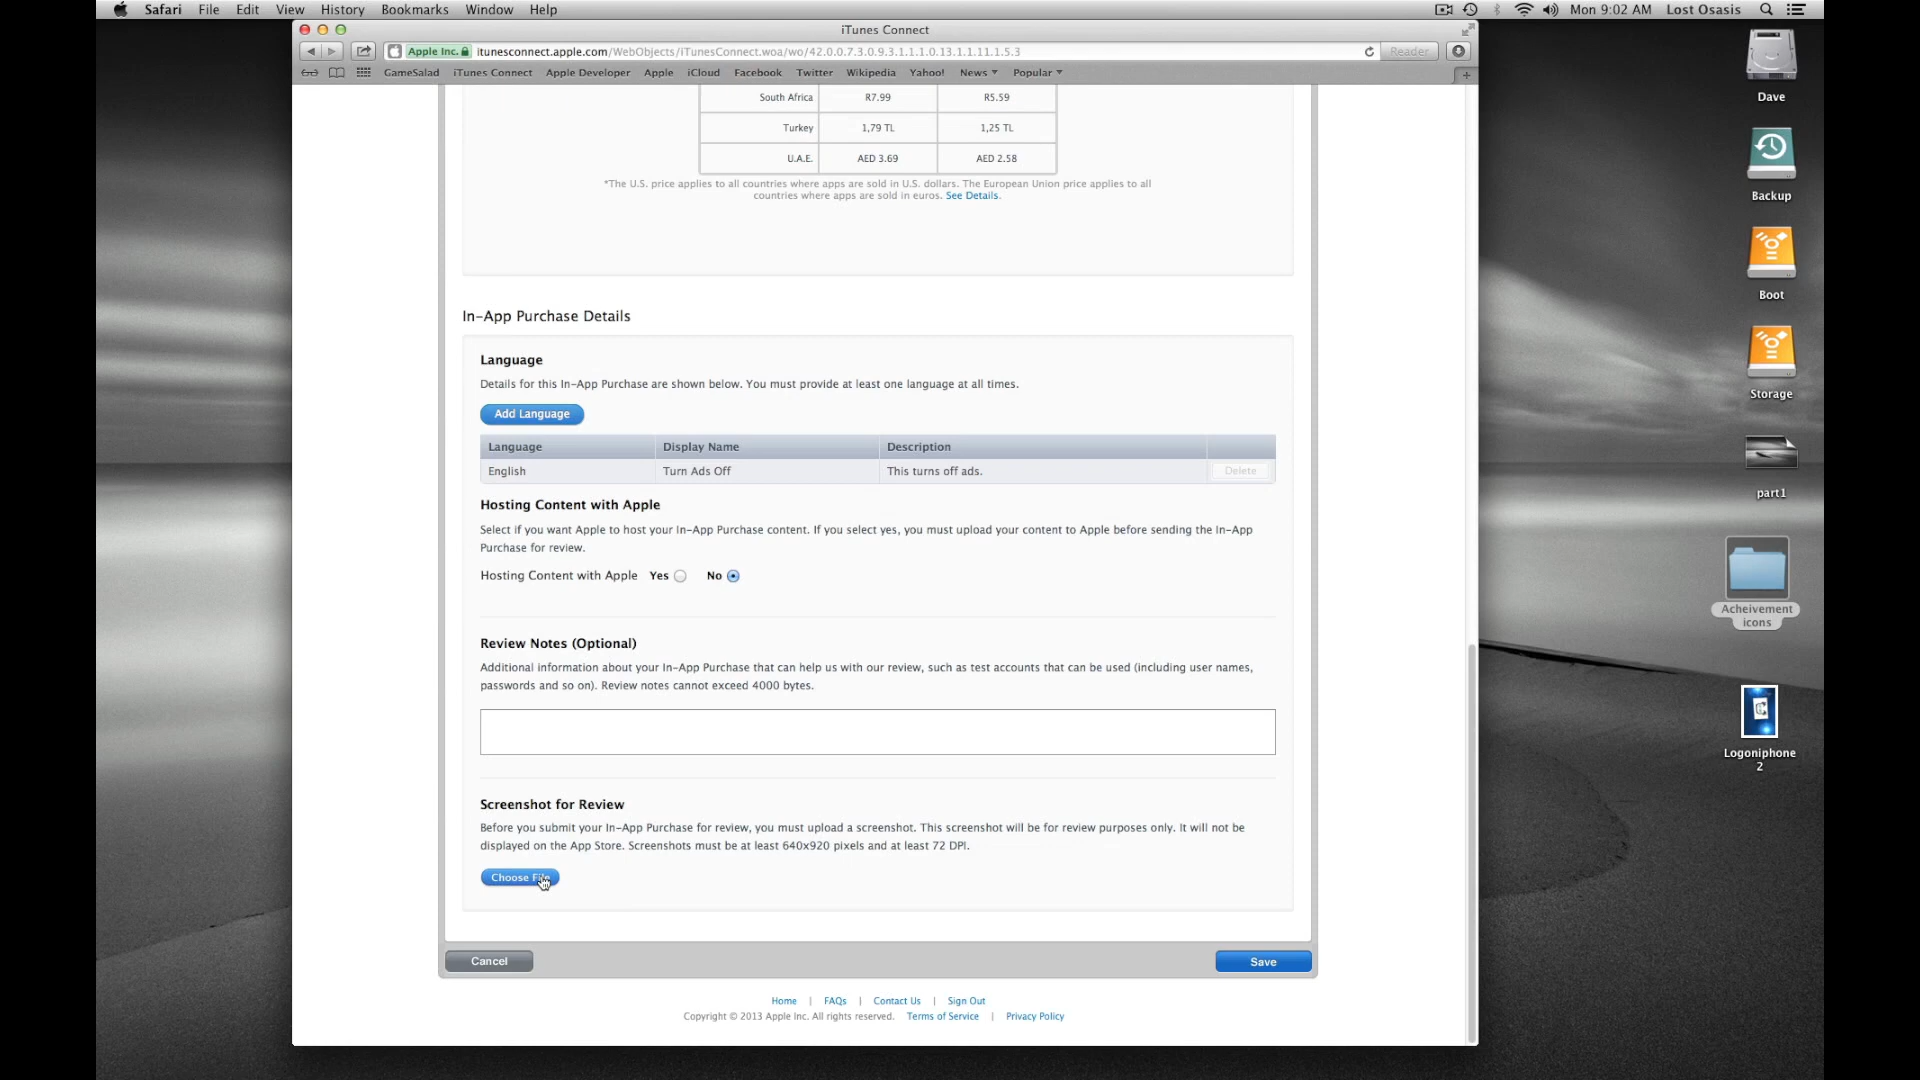 Safari File Edit View History Bookmarks Window Help Mon 9:02 AM Lost Osasis
iTunes Connect
Apple Inc. itunesconnect.apple.com/WebObjects/iTunesConnect.woa/wo/42.0.0.7.3.0.9.3.1.1.1.0.13.1.1.11.1.5.3 Reader
GameSalad iTunes Connect Apple Developer Apple iCloud Facebook Twitter Wikipedia Yahoo! News Popular
South Africa R7.99 R5.59
Turkey 1,79 TL 1,25 TL
U.A.E. AED 3.69 AED 2.58
*The U.S. price applies to all countries where apps are sold in U.S. dollars. The European Union price applies to all
countries where apps are sold in euros. See Details.
In-App Purchase Details
Language
Details for this In-App Purchase are shown below. You must provide at least one language at all times.
Add Language
Language Display Name Description
English Turn Ads Off This turns off ads. Delete
Hosting Content with Apple
Select if you want Apple to host your In-App Purchase content. If you select yes, you must upload your content to Apple before sending the In-App
Purchase for review.
Hosting Content with Apple Yes No
Review Notes (Optional)
Additional information about your In-App Purchase that can help us with our review, such as test accounts that can be used (including user names,
passwords and so on). Review notes cannot exceed 4000 bytes.
Screenshot for Review
Before you submit your In-App Purchase for review, you must upload a screenshot. This screenshot will be for review purposes only. It will not be
displayed on the App Store. Screenshots must be at least 640x920 pixels and at least 72 DPI.
Choose File
Cancel Save
Home | FAQs | Contact Us | Sign Out
Copyright © 2013 Apple Inc. All rights reserved. Terms of Service | Privacy Policy
Dave
Backup
Boot
Storage
part1
Acheivement
icons
Logoniphone
2